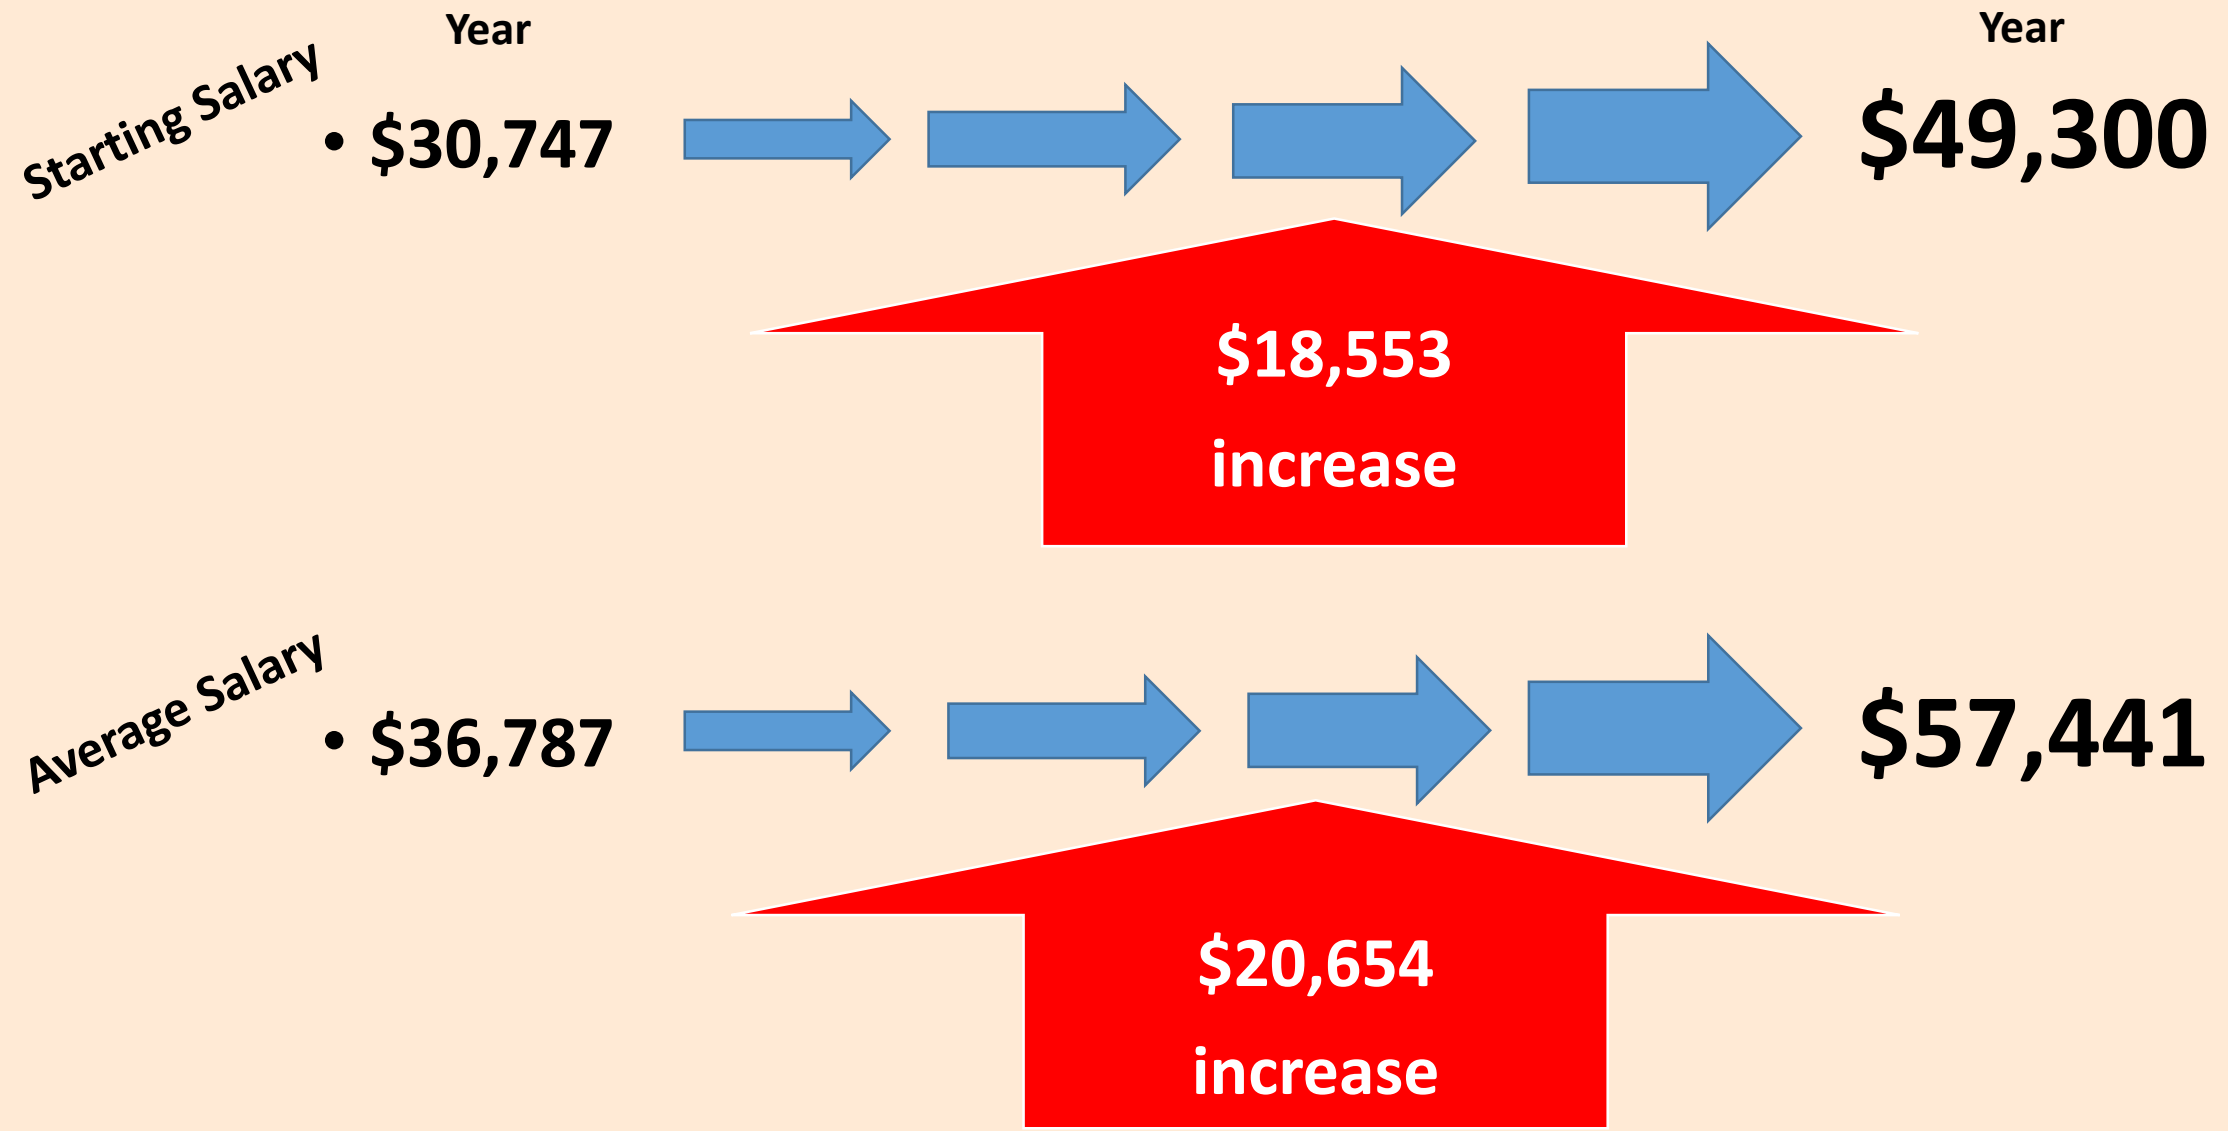 Year
Year
Starting Salary
• $30,747
$49,300
$18,553
increase
Average Salary
• $36,787
$57,441
$20,654
increase